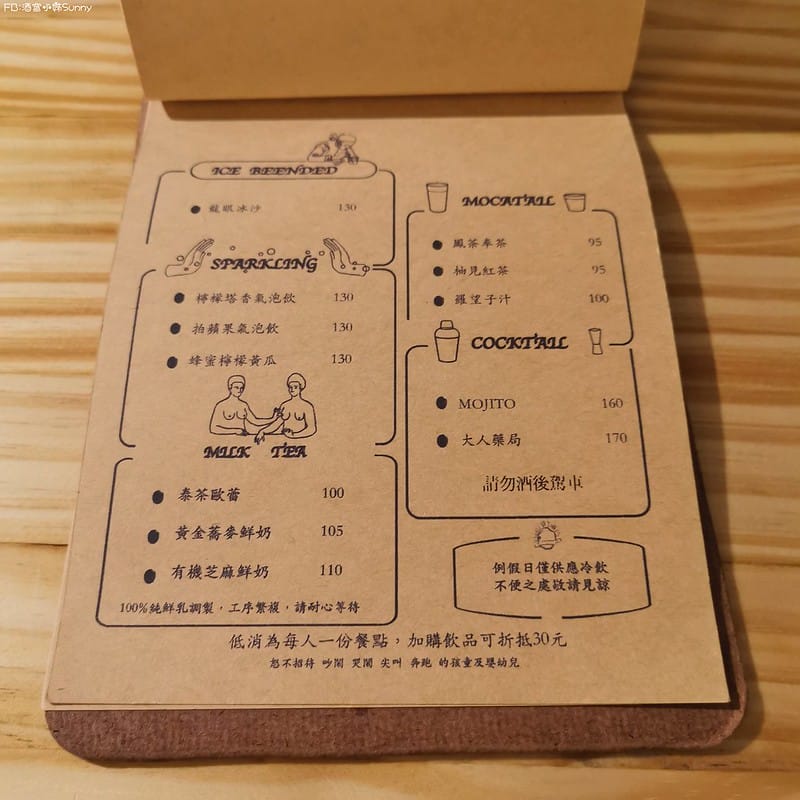 FB:酒窩小姊Sunny
ICE BEENDED
龍眼冰沙 130
SPARKLING
檸檬塔香氣泡飲 130
拍蘋果氣泡飲 130
蜂蜜檸檬黃瓜 130
MILK TEA
泰茶歐蕾 100
黃金蕎麥鮮奶 105
有機芝麻鮮奶 110
100%純鮮乳調製，工序繁複，請耐心等待
MOCATAIL
鳳茶奉茶 95
柚見紅茶 95
羅望子汁 100
COCKTAIL
MOJITO 160
大人藥局 170
請勿酒後駕車
例假日僅供應冷飲
不便之處敬請見諒
低消為每人一份餐點，加購飲品可折抵30元
恕不招待 吵鬧 哭鬧 尖叫 奔跑 的孩童及嬰幼兒